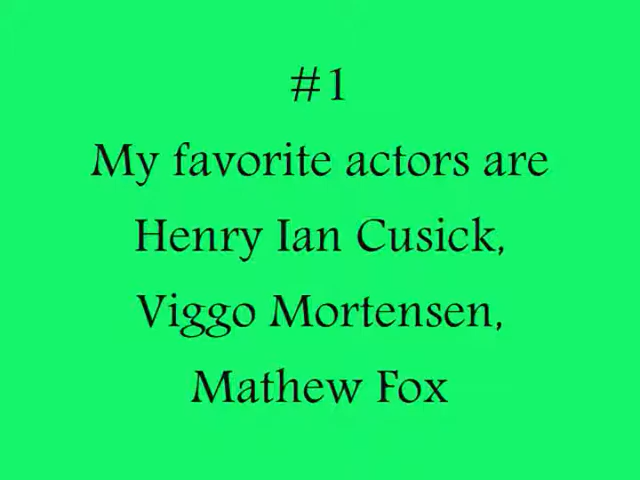 #1
My favorite actors are
Henry Ian Cusick,
Viggo Mortensen,
Mathew Fox